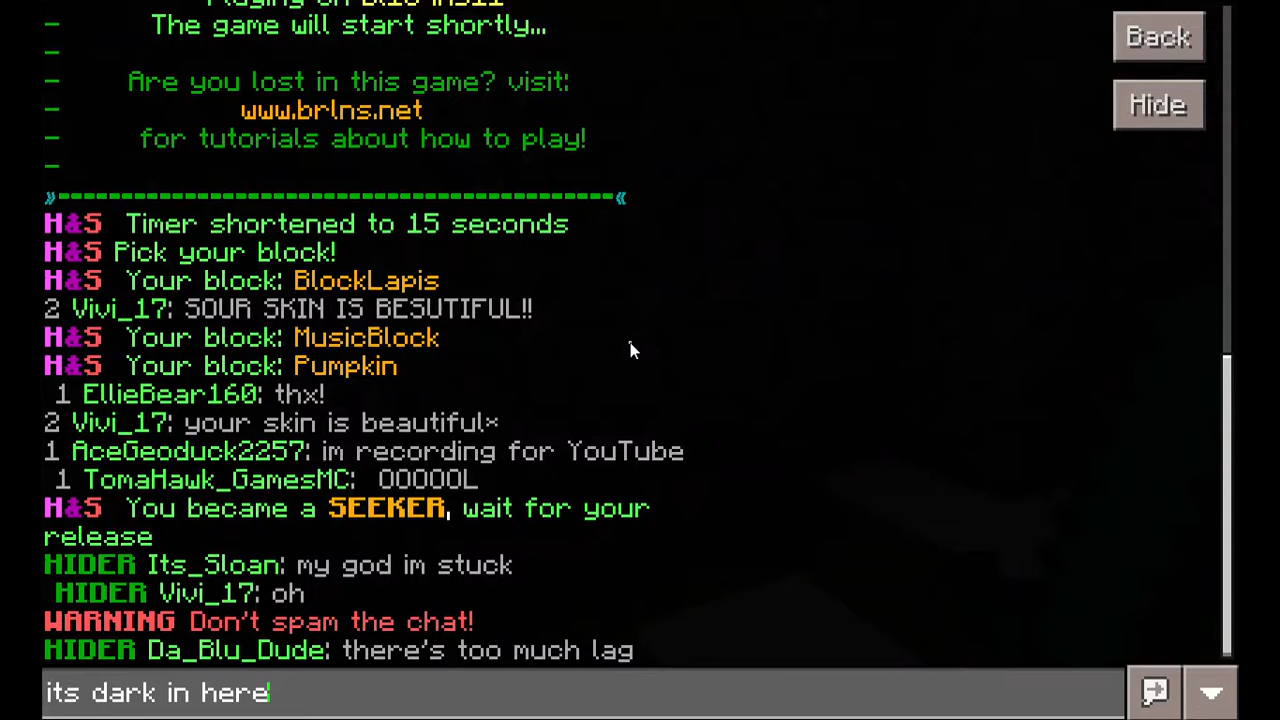 - The game will start shortly...
-
- Are you lost in this game? visit:
- www.brlns.net
- for tutorials about how to play!
-
»----------------------------------------------«
H&S Timer shortened to 15 seconds
H&S Pick your block!
H&S Your block: BlockLapis
2 Vivi_17: SOUR SKIN IS BESUTIFUL!!
H&S Your block: MusicBlock
H&S Your block: Pumpkin
1 EllieBear160: thx!
2 Vivi_17: your skin is beautiful×
1 AceGeoduck2257: im recording for YouTube
1 TomaHawk_GamesMC: OOOOOL
H&S You became a SEEKER, wait for your
release
HIDER Its_Sloan: my god im stuck
HIDER Vivi_17: oh
WARNING Don't spam the chat!
HIDER Da_Blu_Dude: there's too much lag
its dark in here
Back
Hide